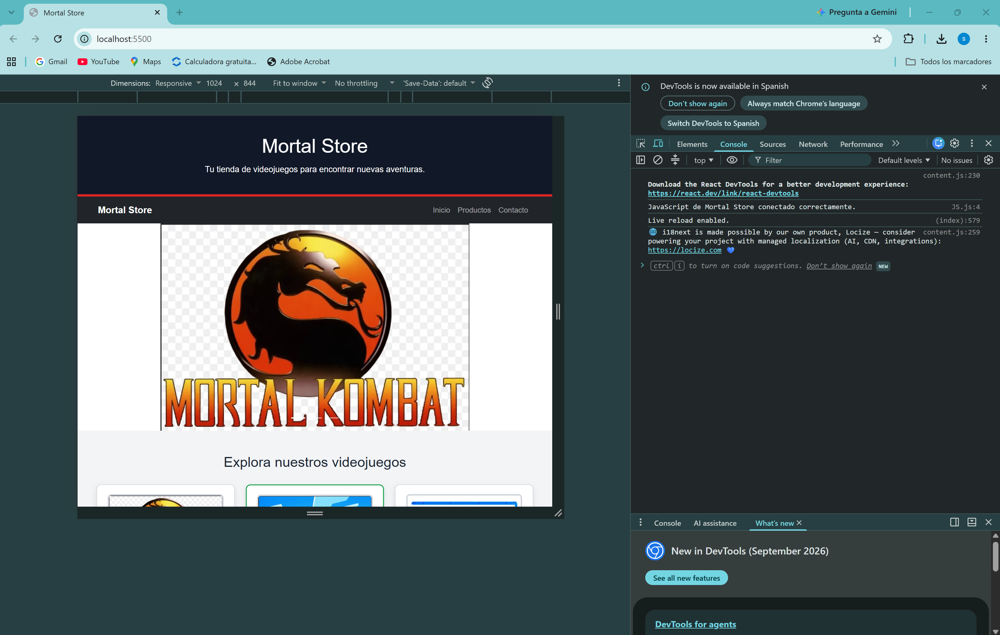 Mortal Store
Pregunta a Gemini
localhost:5500
S
Gmail
YouTube
Maps
Calculadora gratuita...
Adobe Acrobat
Todos los marcadores
Dimensions: Responsive 1024 × 844 Fit to window No throttling 'Save-Data': default
Mortal Store
Tu tienda de videojuegos para encontrar nuevas aventuras.
Mortal Store
Inicio Productos Contacto
MORTAL KOMBAT
Explora nuestros videojuegos
DevTools is now available in Spanish
Don't show again
Always match Chrome's language
Switch DevTools to Spanish
Elements Console Sources Network Performance
top Filter Default levels No issues
content.js:230
Download the React DevTools for a better development experience:
https://react.dev/link/react-devtools
JavaScript de Mortal Store conectado correctamente. JS.js:4
Live reload enabled. (index):579
i18next is made possible by our own product, Locize — consider content.js:259
powering your project with managed localization (AI, CDN, integrations):
https://locize.com
ctrl i to turn on code suggestions. Don't show again NEW
Console AI assistance What's new
New in DevTools (September 2026)
See all new features
DevTools for agents